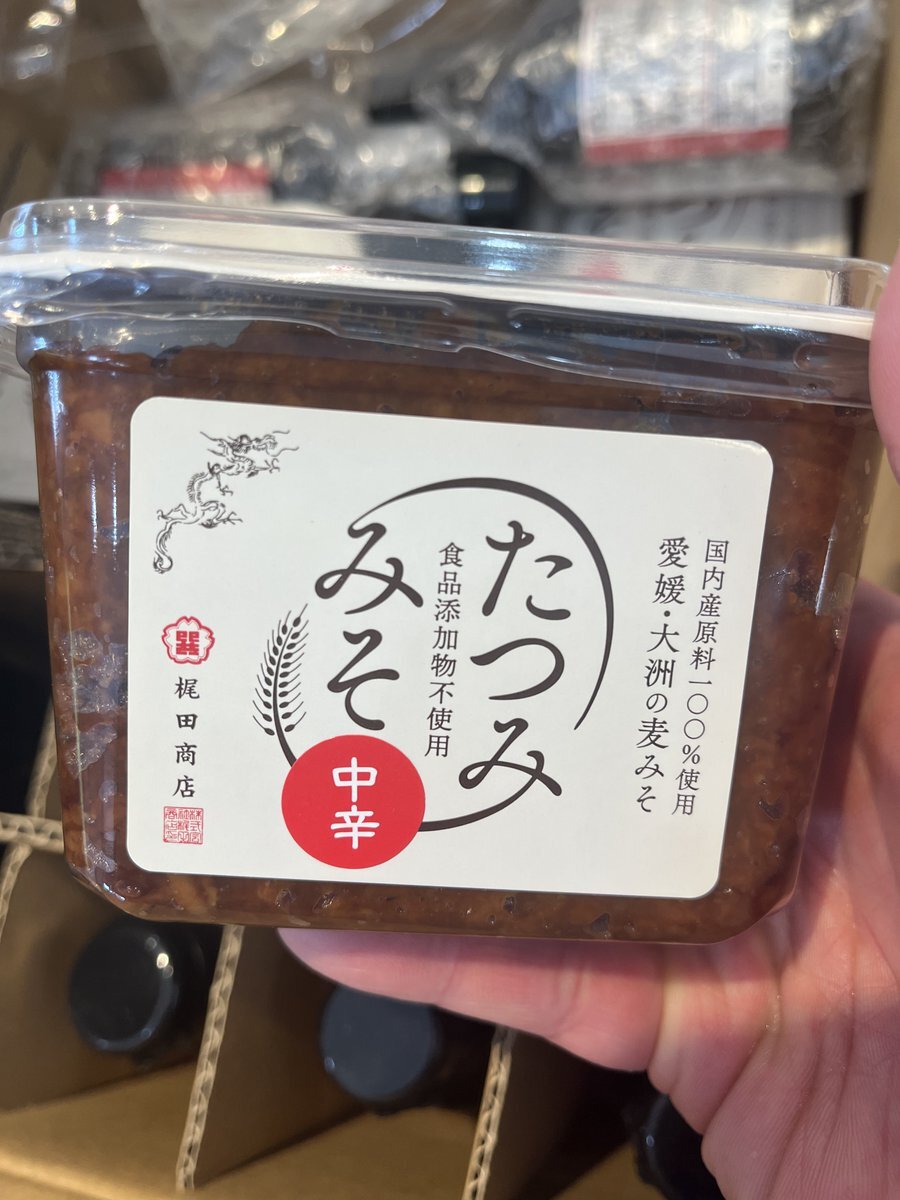 国内産原料一〇〇%使用
愛媛・大洲の麦みそ
たつみ
食品添加物不使用
みそ
中辛
梶田商店